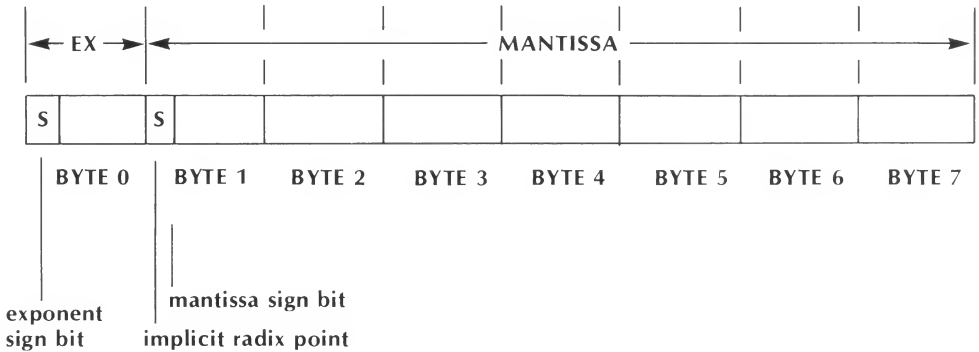 EX MANTISSA
S S
BYTE 0 BYTE 1 BYTE 2 BYTE 3 BYTE 4 BYTE 5 BYTE 6 BYTE 7
mantissa sign bit
exponent
sign bit implicit radix point